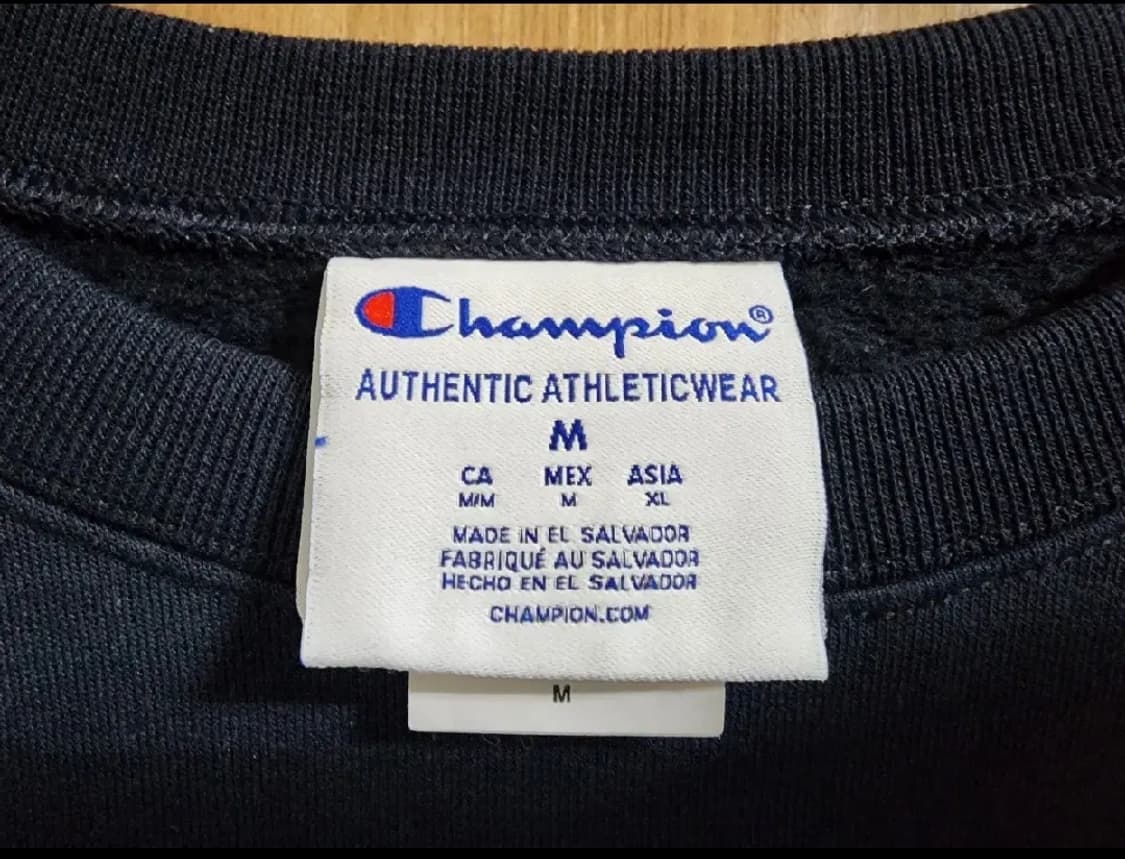 Champion®
AUTHENTIC ATHLETICWEAR
M
CA MEX ASIA
M/M M XL
MADE IN EL SALVADOR
FABRIQUÉ AU SALVADOR
HECHO EN EL SALVADOR
CHAMPION.COM
M